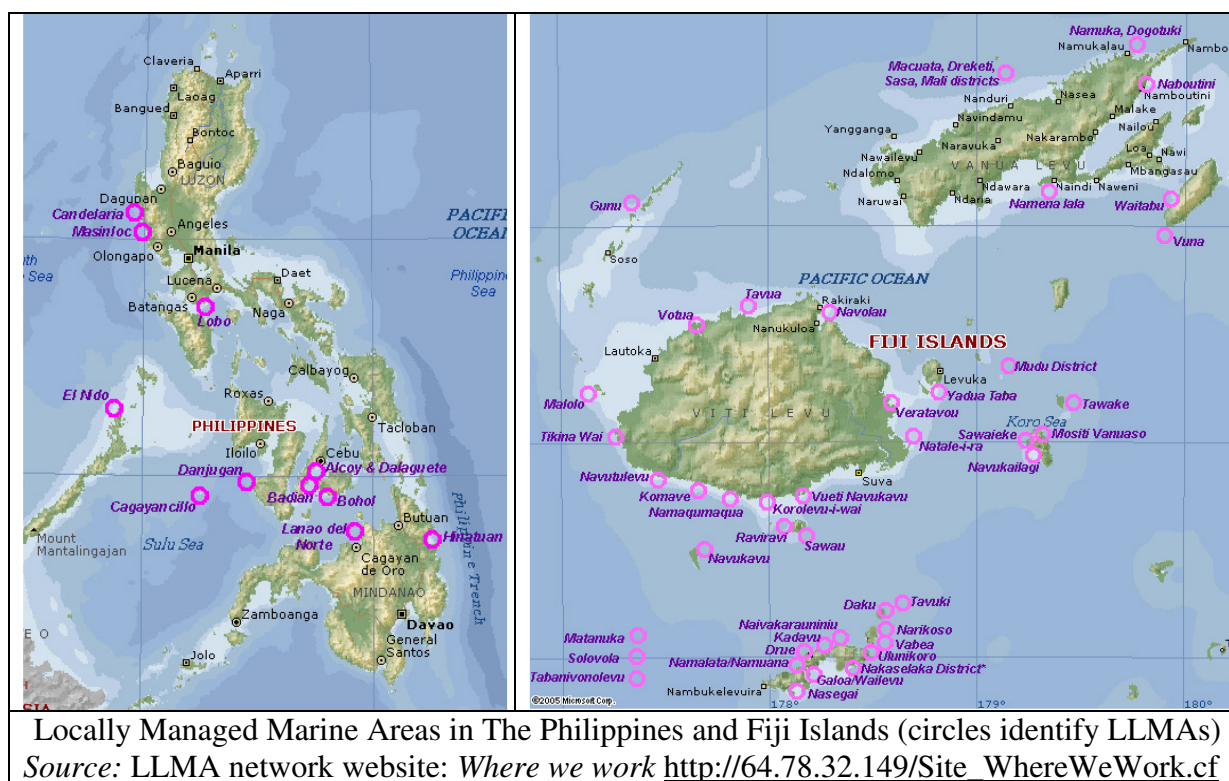 Claveria
Aparri
Laoag
Bangued
Bontoc
Baguio
LUZON
Dagupan
Candelaria
Masinloc
Angeles
Olongapo
Manila
PACIFI
OCEAN
Philippine
Sea
Sea
Lucena
Daet
Batangas
Naga
Lobo
Calbayog
El Nido
Roxas
PHILIPPINES
Tacloban
Iloilo
Cebu
Alcoy & Dalaguete
Danjugan
Badian
Bohol
Cagayancillo
Lanao del
Norte
Butuan
Hinatuan
Mount
Mantalingajan
Sulu Sea
Cagayan
de Oro
MINDANAO
Philippine Trench
Zamboanga
Davao
General
Santos
Jolo
Namuka, Dogotuki
Namukalau
Nambo
Macuata, Dreketi,
Sasa, Mali districts
Naboutini
Namboutini
Nasea
Nanduri
Malake
Navindamu
Nailou
Yangganga
Nakarambo
Naravuka
Nawailevu
VANUA LEVU
Loa
Nawi
Mbangasau
Ndalomo
Ndawara
Naindi
Naweni
Naruwai
Ndaria
Namena lala
Waitabu
Gunu
Vuna
Soso
PACIFIC OCEAN
Tavua
Rakiraki
Navolau
Votua
Nanukuloa
FIJI ISLANDS
Lautoka
Levuka
Mudu District
Malolo
Yadua Taba
Tawake
VITI LEVU
Veratavou
Koro Sea
Tikina Wai
Natale-i-ra
Sawaieke
Mositi Vanuaso
Navukailagi
Navutulevu
Suva
Komave
Vueti Navukavu
Namaqumaqua
Korolevu-i-wai
Raviravi
Sawau
Navukavu
Daku
Tavuki
Naivakarauniniu
Narikoso
Matanuka
Kadavu
Vabea
Drue
Ulunikoro
Solovola
Namalata/Namuana
Nakaselaka District*
Tabanivonolevu
Galoa/Wailevu
Nambukelevuira
Nasegai
©2005 Microsoft Corp.
178°
179°
180°
Locally Managed Marine Areas in The Philippines and Fiji Islands (circles identify LLMAs)
Source: LLMA network website: Where we work http://64.78.32.149/Site_WhereWeWork.cf